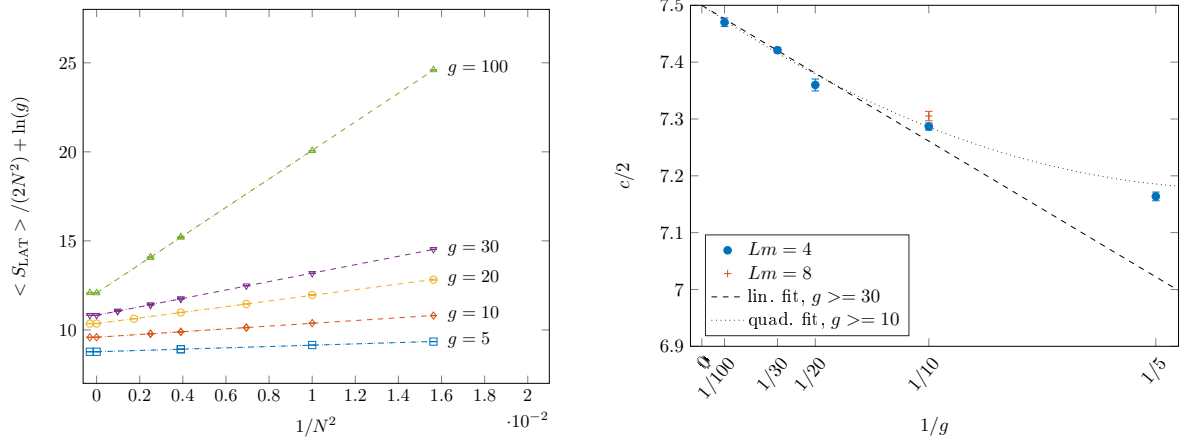 25
20
15
10
0
0.2
0.4
0.6
0.8
1.0
1.2
1.4
1.6
1.8
2
·10⁻²
1/N²
< S_LAT > /(2N²) + ln(g)
g = 100
g = 30
g = 20
g = 10
g = 5
7.5
7.4
7.3
7.2
7.1
7
6.9
c/2
Lm = 4
Lm = 8
lin. fit, g >= 30
quad. fit, g >= 10
0
1/100
1/30
1/20
1/10
1/5
1/g